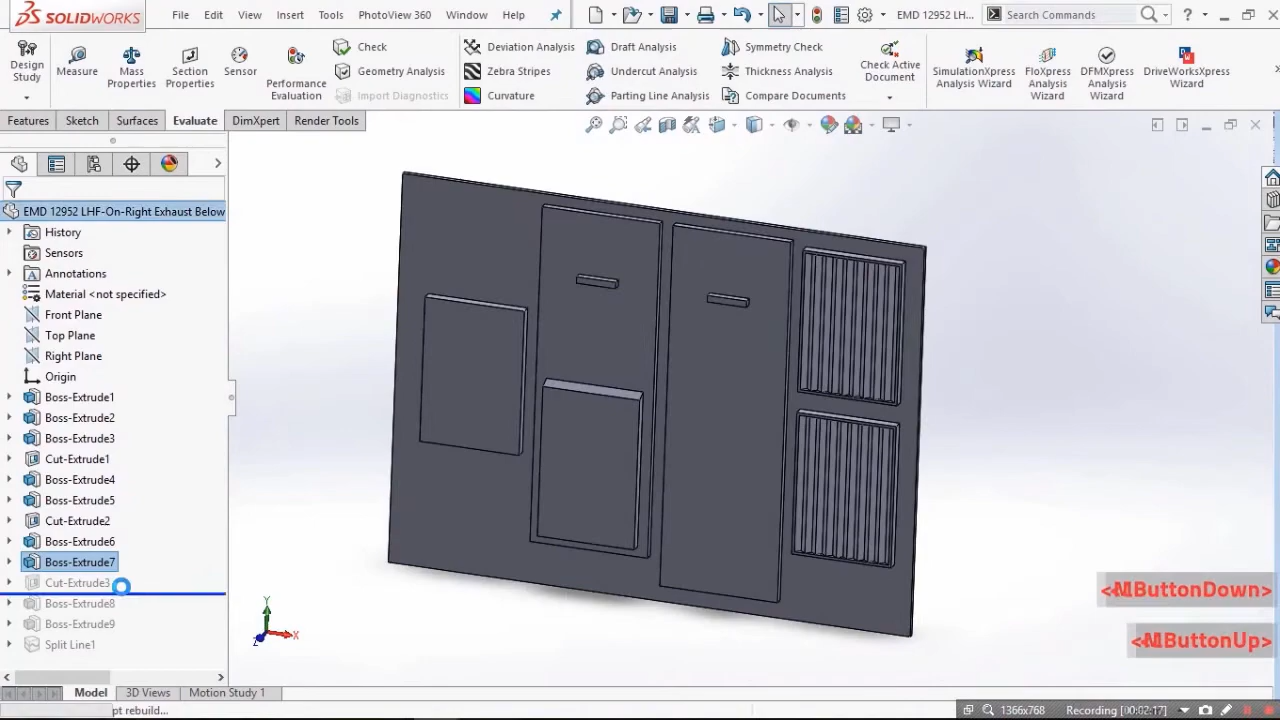 SOLIDWORKS File Edit View Insert Tools PhotoView 360 Window Help EMD 12952 LH... Search Commands ?
Design Study Measure Mass Properties Section Properties Sensor Performance Evaluation
Check Deviation Analysis Draft Analysis Symmetry Check
Geometry Analysis Zebra Stripes Undercut Analysis Thickness Analysis
Import Diagnostics Curvature Parting Line Analysis Compare Documents
Check Active Document SimulationXpress Analysis Wizard FloXpress Analysis Wizard DFMXpress Analysis Wizard DriveWorksXpress Wizard
Features Sketch Surfaces Evaluate DimXpert Render Tools
EMD 12952 LHF-On-Right Exhaust Below
History
Sensors
Annotations
Material <not specified>
Front Plane
Top Plane
Right Plane
Origin
Boss-Extrude1
Boss-Extrude2
Boss-Extrude3
Cut-Extrude1
Boss-Extrude4
Boss-Extrude5
Cut-Extrude2
Boss-Extrude6
Boss-Extrude7
Cut-Extrude3
Boss-Extrude8
Boss-Extrude9
Split Line1
Y
X
Z
<MButtonDown>
<MButtonUp>
Model 3D Views Motion Study 1
pt rebuild... 1366x768 Recording [00:02:17]